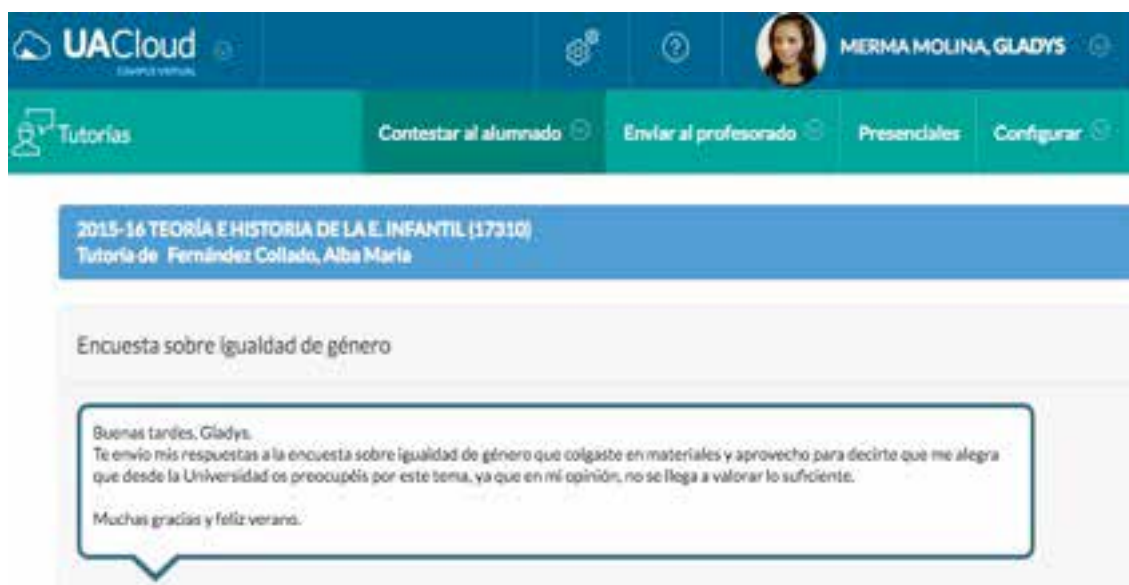 UACloud
CAMPUS VIRTUAL
MERMA MOLINA, GLADYS
Tutorías
Contestar al alumnado
Enviar al profesorado
Presenciales
Configurar
2015-16 TEORÍA E HISTORIA DE LA E. INFANTIL (17310)
Tutoría de Fernández Collado, Alba María
Encuesta sobre igualdad de género
Buenas tardes, Gladys.
Te envio mis respuestas a la encuesta sobre igualdad de género que colgaste en materiales y aprovecho para decirte que me alegra
que desde la Universidad os preocupéis por este tema, ya que en mi opinión, no se llega a valorar lo suficiente.
Muchas gracias y feliz verano.